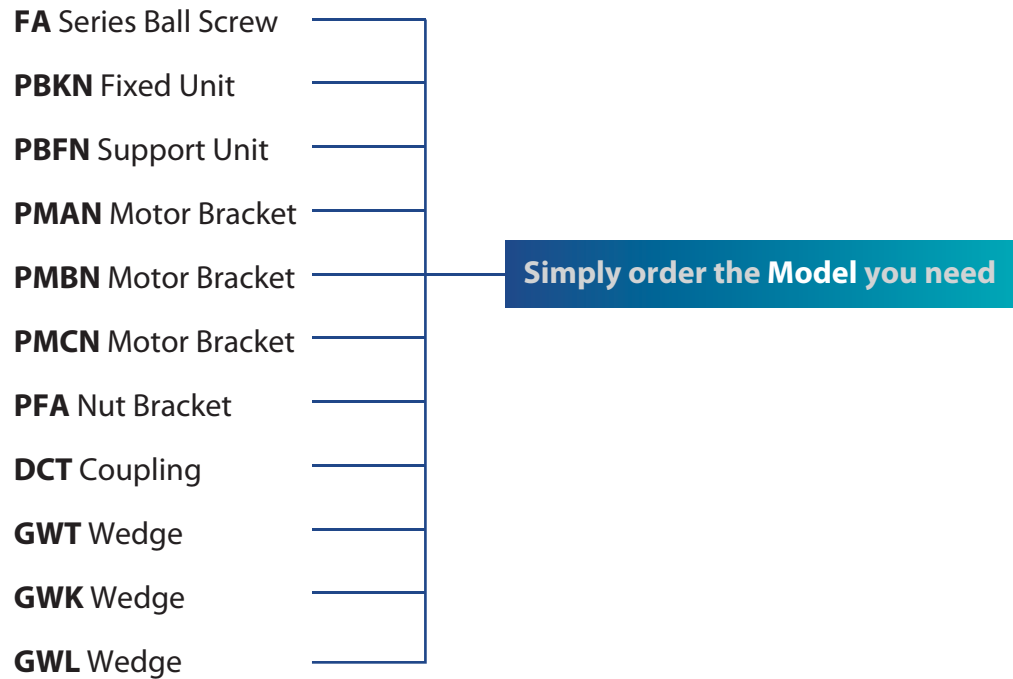 FA Series Ball Screw
PBKN Fixed Unit
PBFN Support Unit
PMAN Motor Bracket
PMBN Motor Bracket
Simply order the Model you need
PMCN Motor Bracket
PFA Nut Bracket
DCT Coupling
GWT Wedge
GWK Wedge
GWL Wedge